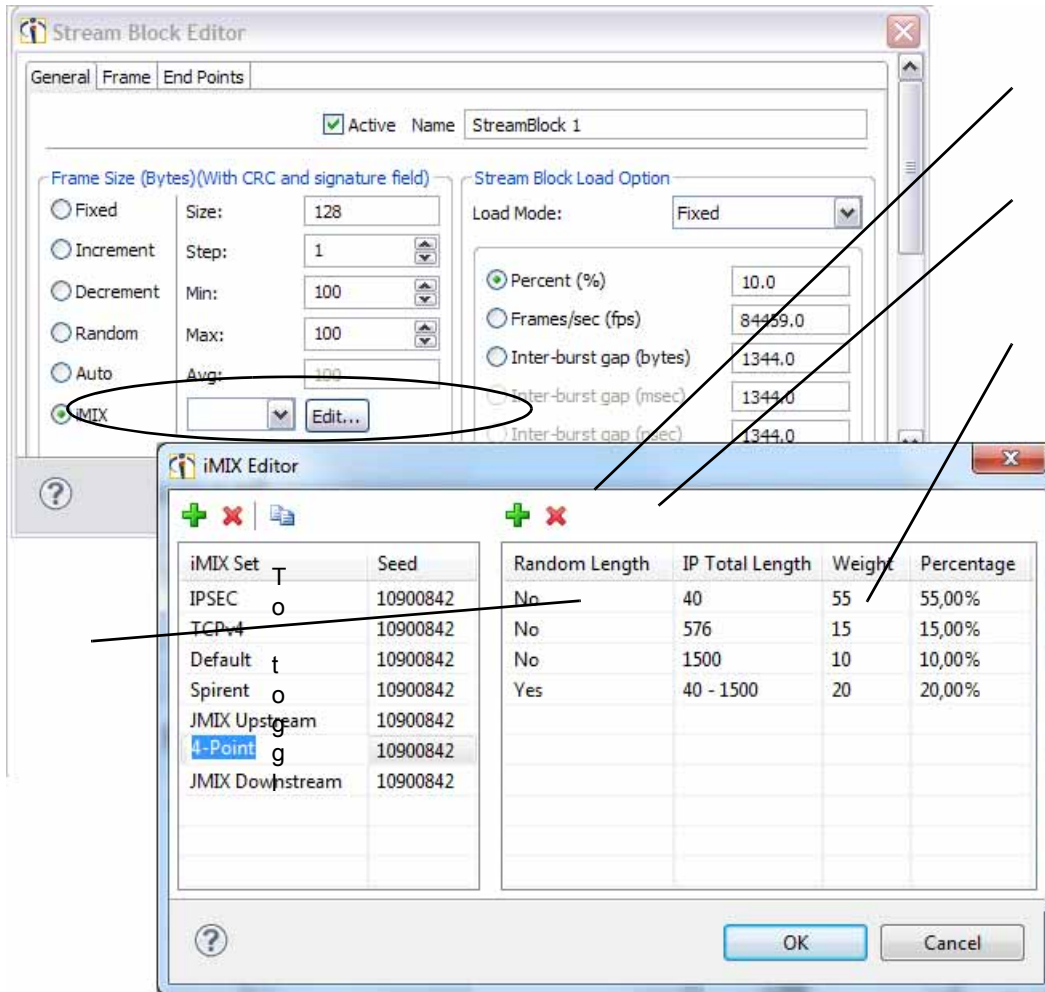 Stream Block Editor
General Frame End Points
Active Name StreamBlock 1
Frame Size (Bytes)(With CRC and signature field)
Fixed Size: 128
Increment Step: 1
Decrement Min: 100
Random Max: 100
Auto Avg: 100
iMIX Edit...
Stream Block Load Option
Load Mode: Fixed
Percent (%) 10.0
Frames/sec (fps) 84459.0
Inter-burst gap (bytes) 1344.0
Inter-burst gap (msec) 1344.0
Inter-burst gap (nsec) 1344.0
iMIX Editor
iMIX Set Seed
IPSEC 10900842
TCPv4 10900842
Default 10900842
Spirent 10900842
JMIX Upstream 10900842
4-Point 10900842
JMIX Downstream 10900842
T
o
t
o
g
g
l
Random Length IP Total Length Weight Percentage
No 40 55 55,00%
No 576 15 15,00%
No 1500 10 10,00%
Yes 40 - 1500 20 20,00%
OK Cancel